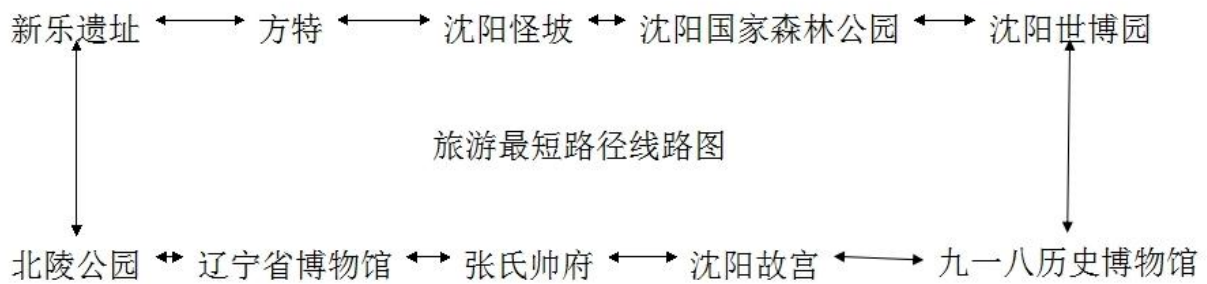 新乐遗址 方特 沈阳怪坡 沈阳国家森林公园 沈阳世博园
旅游最短路径线路图
北陵公园 辽宁省博物馆 张氏帅府 沈阳故宫 九一八历史博物馆